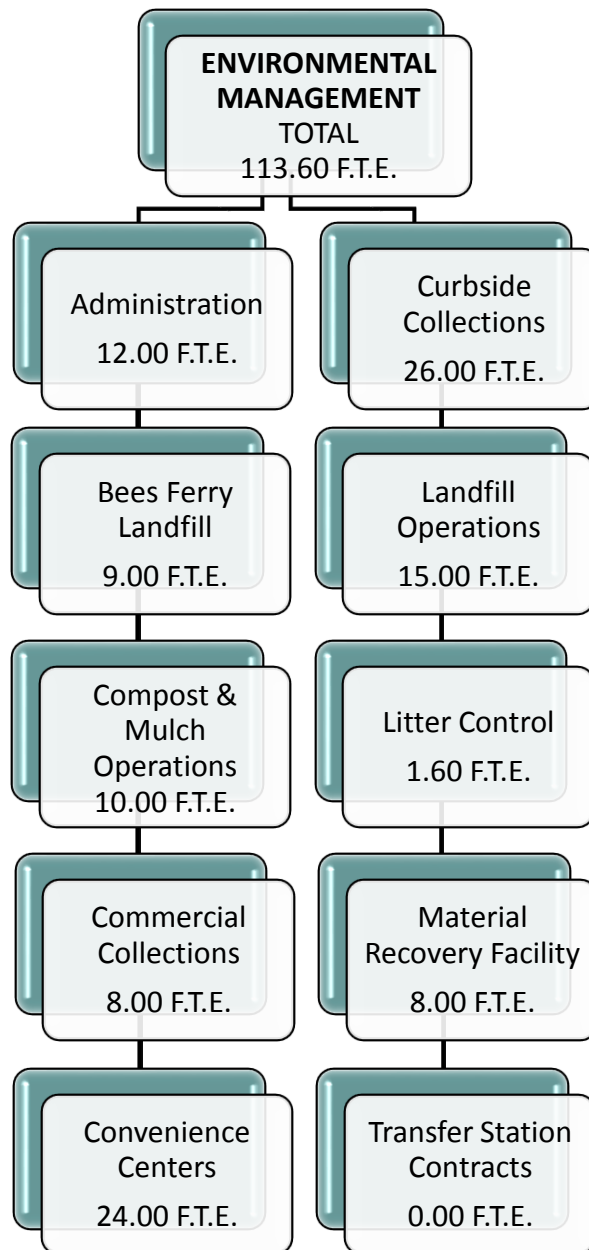 ENVIRONMENTAL
MANAGEMENT
TOTAL
113.60 F.T.E.
Administration
12.00 F.T.E.
Curbside
Collections
26.00 F.T.E.
Bees Ferry
Landfill
9.00 F.T.E.
Landfill
Operations
15.00 F.T.E.
Compost &
Mulch
Operations
10.00 F.T.E.
Litter Control
1.60 F.T.E.
Commercial
Collections
8.00 F.T.E.
Material
Recovery Facility
8.00 F.T.E.
Convenience
Centers
24.00 F.T.E.
Transfer Station
Contracts
0.00 F.T.E.